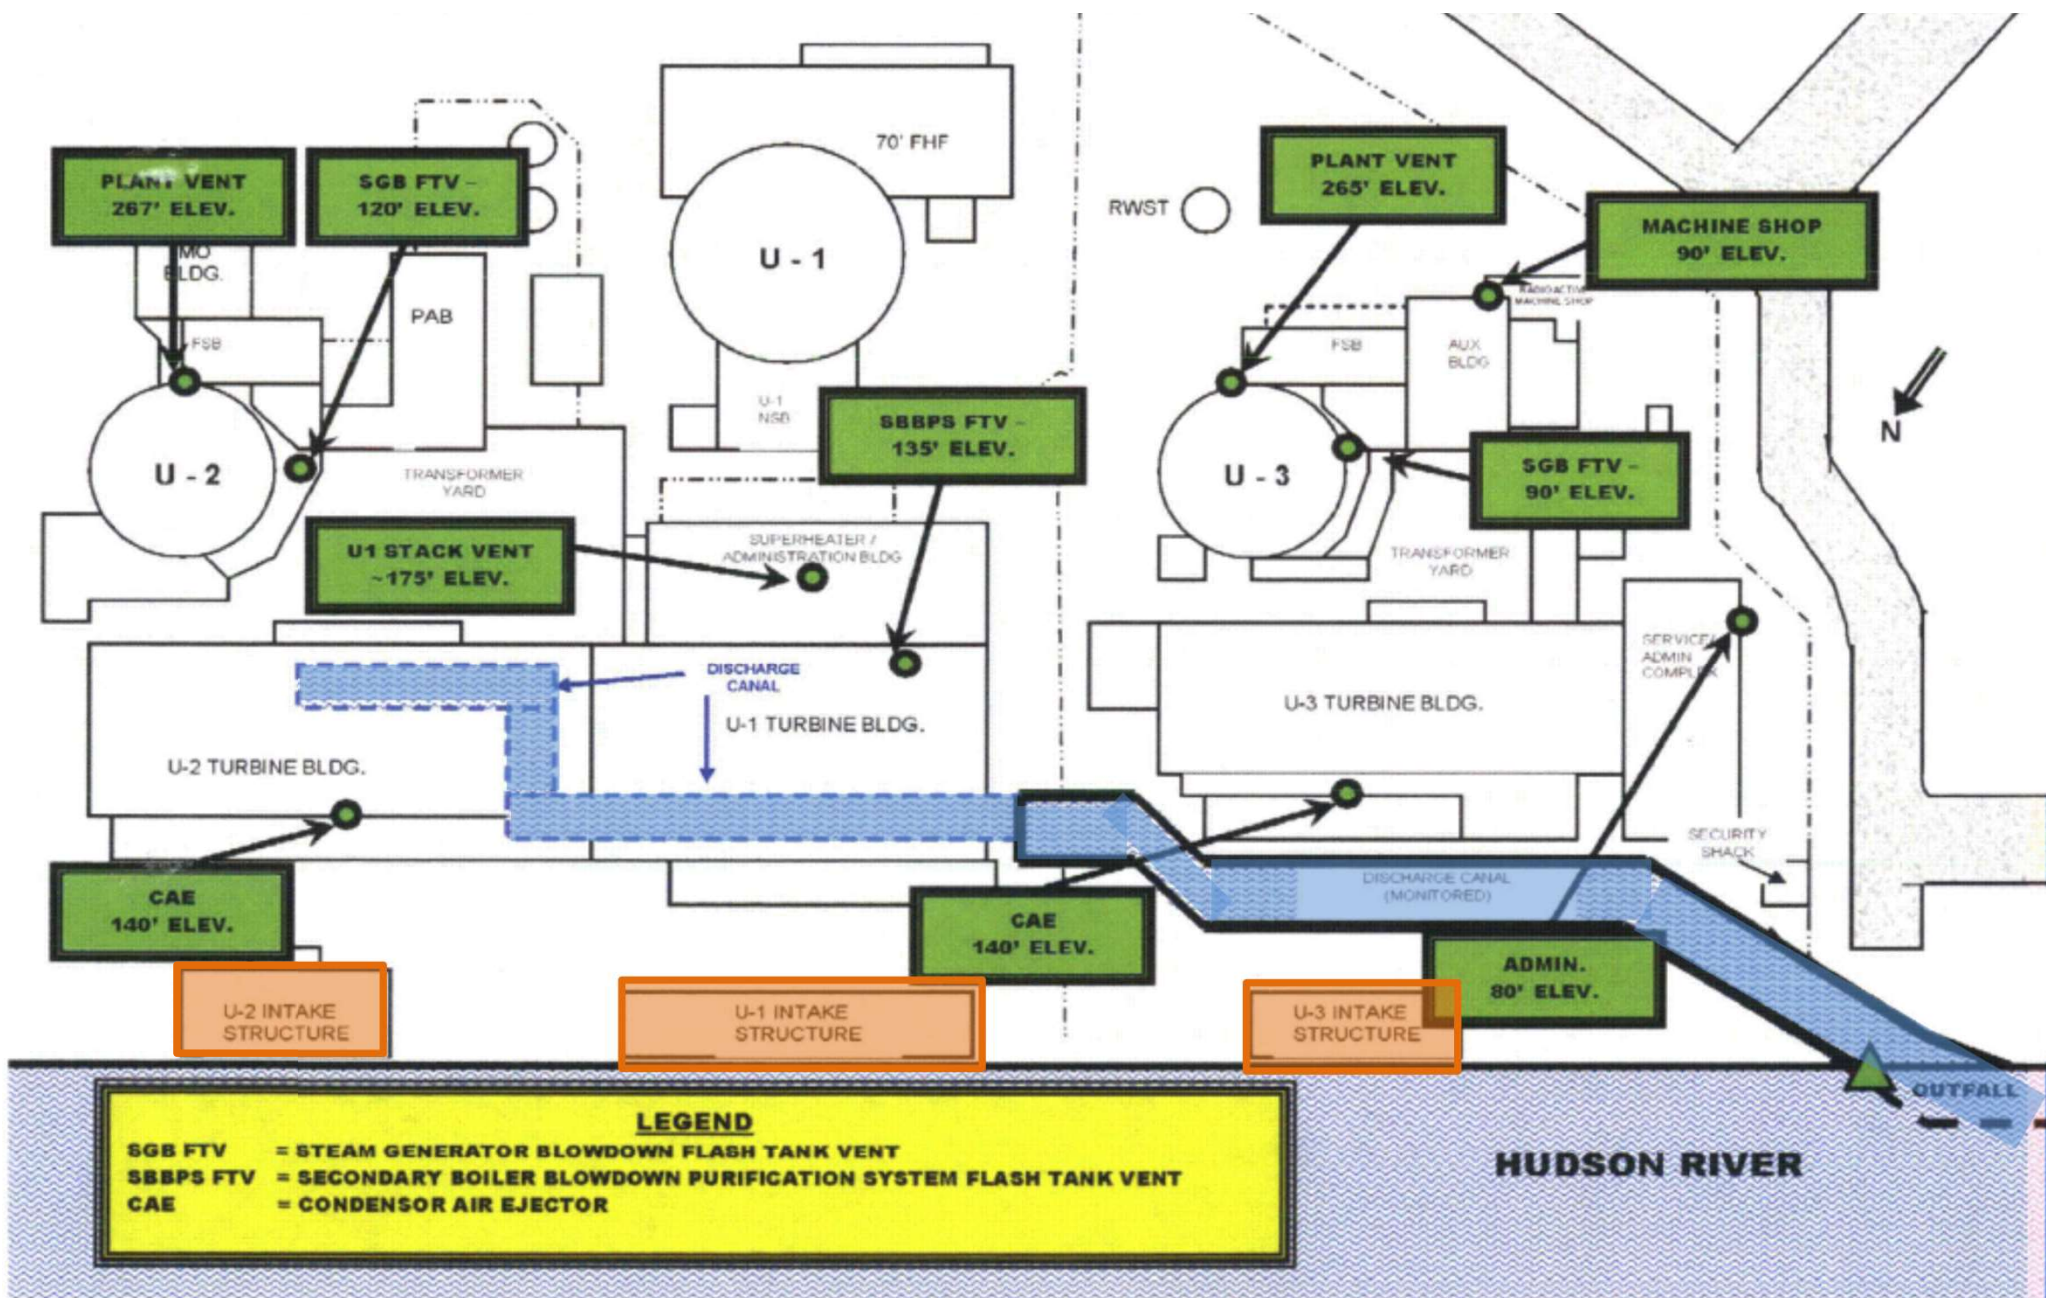 70' FHF
PLANT VENT
267' ELEV.
SGB FTV –
120' ELEV.
PLANT VENT
265' ELEV.
RWST
MACHINE SHOP
90' ELEV.
MO
BLDG.
U - 1
RADIOACTIVE
MACHINE SHOP
PAB
FSB
FSB
AUX
BLDG
U-1
NSB
SBBPS FTV –
135' ELEV.
N
U - 2
TRANSFORMER
YARD
U - 3
SGB FTV –
90' ELEV.
U1 STACK VENT
~175' ELEV.
SUPERHEATER /
ADMINISTRATION BLDG
TRANSFORMER
YARD
SERVICE/
ADMIN
COMPLEX
DISCHARGE
CANAL
U-3 TURBINE BLDG.
U-1 TURBINE BLDG.
U-2 TURBINE BLDG.
SECURITY
SHACK
CAE
140' ELEV.
DISCHARGE CANAL
(MONITORED)
CAE
140' ELEV.
ADMIN.
80' ELEV.
U-2 INTAKE
STRUCTURE
U-1 INTAKE
STRUCTURE
U-3 INTAKE
STRUCTURE
OUTFALL
LEGEND
SGB FTV = STEAM GENERATOR BLOWDOWN FLASH TANK VENT
SBBPS FTV = SECONDARY BOILER BLOWDOWN PURIFICATION SYSTEM FLASH TANK VENT
CAE = CONDENSOR AIR EJECTOR
HUDSON RIVER